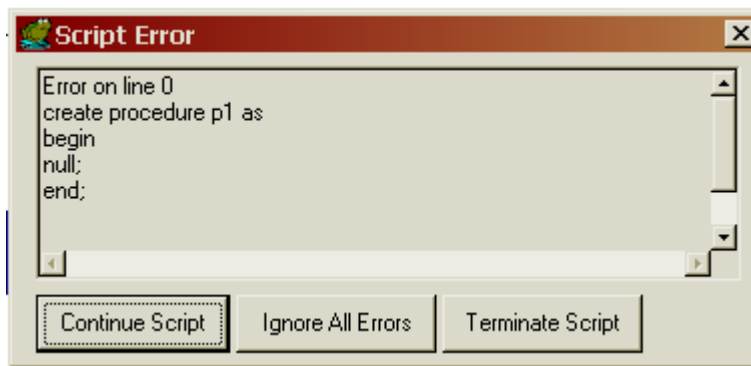 Script Error
Error on line 0
create procedure p1 as
begin
null;
end;
Continue Script
Ignore All Errors
Terminate Script